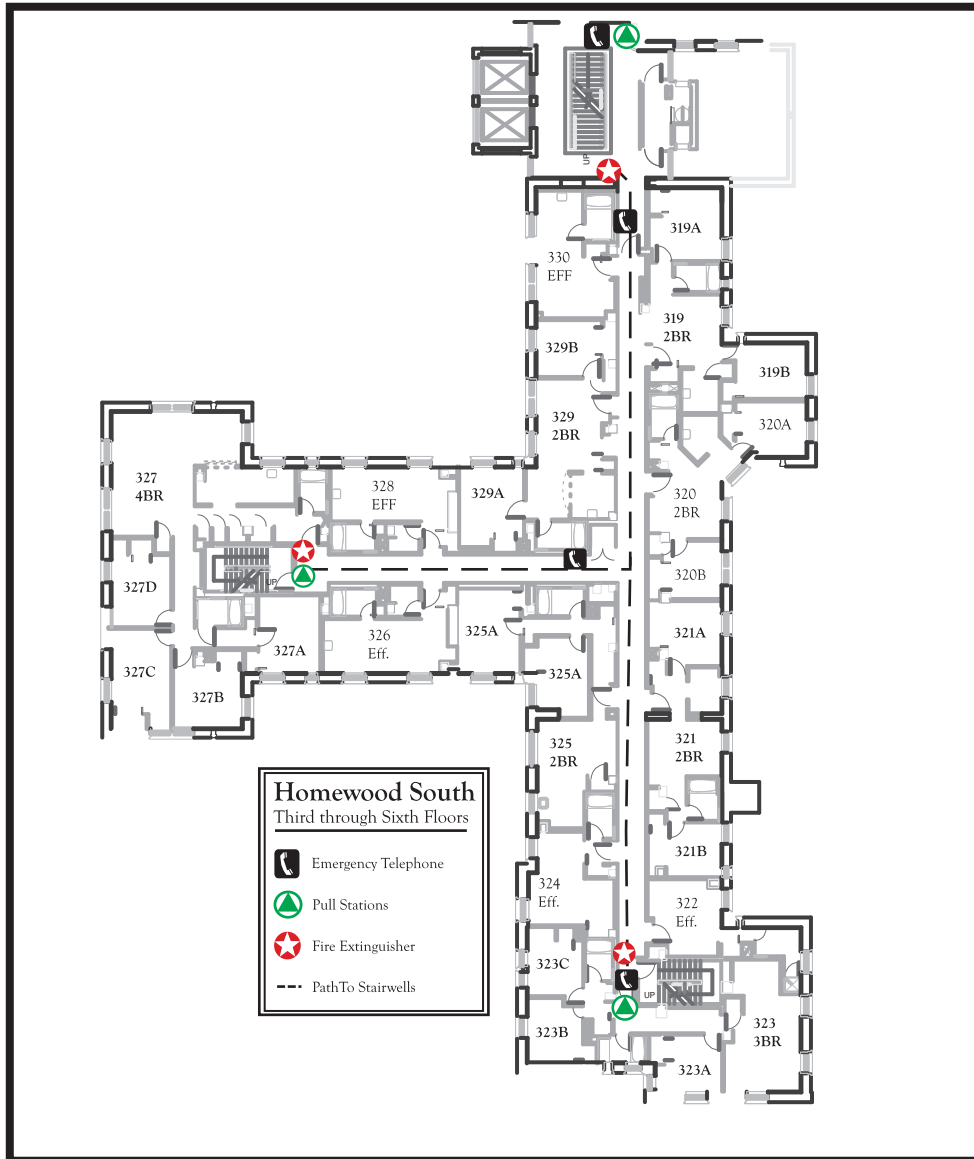 UP
319A
330
EFF
319
2BR
329B
319B
329
2BR
320A
327
4BR
328
EFF
329A
320
2BR
UP
327D
320B
326
Eff.
325A
321A
327A
327C
327B
325A
325
2BR
321
2BR
Homewood South
Third through Sixth Floors
Emergency Telephone
Pull Stations
Fire Extinguisher
PathTo Stairwells
321B
324
Eff.
322
Eff.
323C
UP
323B
323
3BR
323A